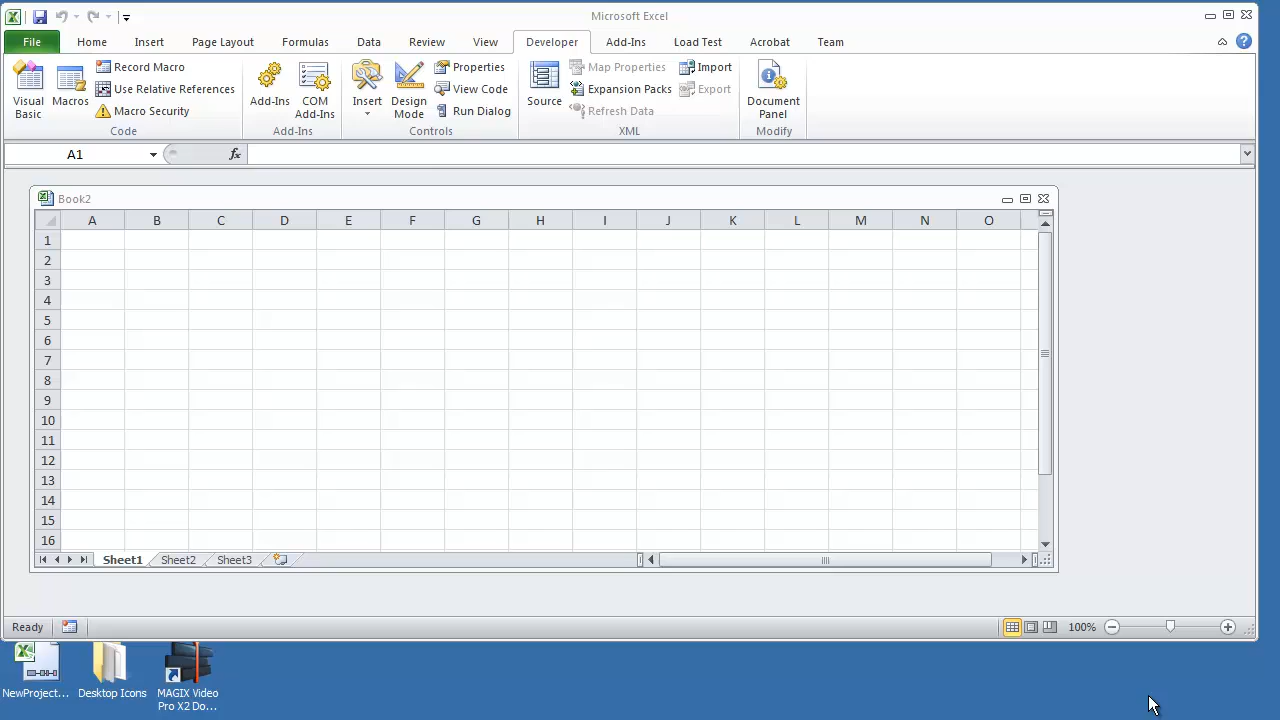 Microsoft Excel
File Home Insert Page Layout Formulas Data Review View Developer Add-Ins Load Test Acrobat Team
Visual Basic
Macros
Record Macro
Use Relative References
Macro Security
Code
Add-Ins
COM Add-Ins
Add-Ins
Insert
Design Mode
Properties
View Code
Run Dialog
Controls
Source
Map Properties
Expansion Packs
Refresh Data
Import
Export
XML
Document Panel
Modify
A1 fx
Book2
A B C D E F G H I J K L M N O
1
2
3
4
5
6
7
8
9
10
11
12
13
14
15
16
Sheet1 Sheet2 Sheet3
Ready 100%
NewProject... Desktop Icons MAGIX Video
Pro X2 Do...